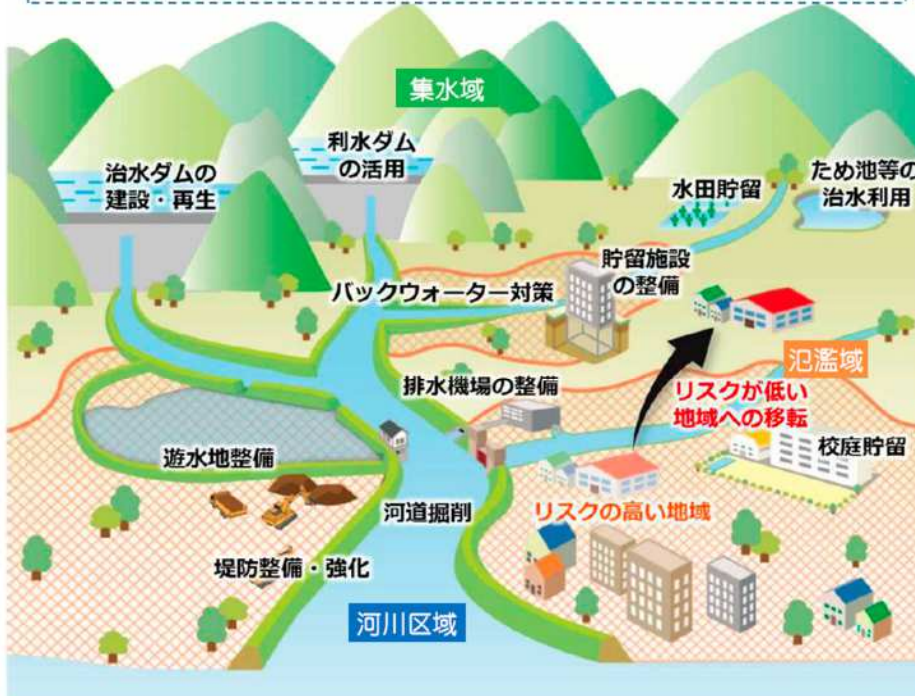 集水域
利水ダム
の活用
治水ダムの
建設・再生
水田貯留
ため池等の
治水利用
貯留施設
の整備
バックウォーター対策
氾濫域
排水機場の整備
リスクが低い
地域への移転
校庭貯留
遊水地整備
河道掘削
リスクの高い地域
堤防整備・強化
河川区域